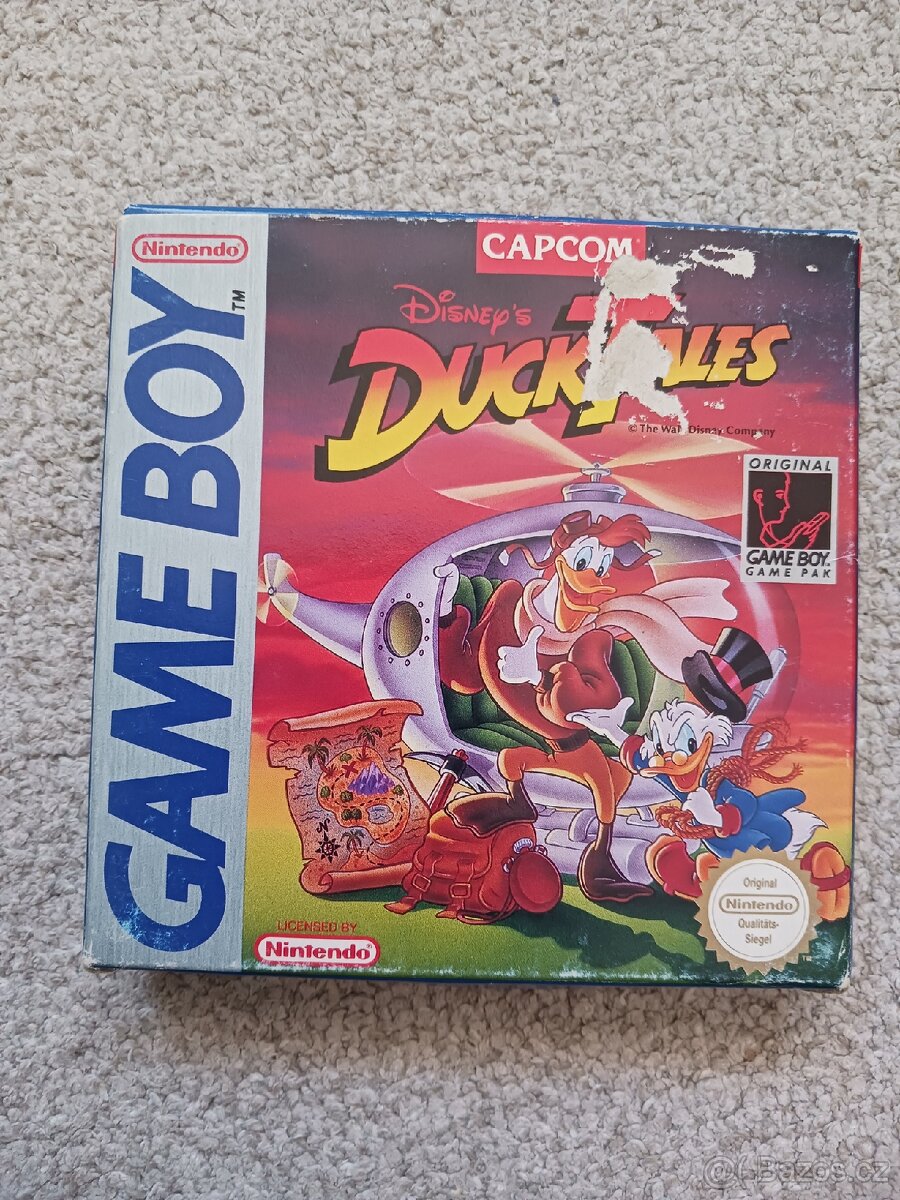 Nintendo®
GAME BOY™
CAPCOM
Disney's
DUCKTALES
© The Walt Disney Company
ORIGINAL
GAME BOY.
GAME PAK
N
LICENSED BY
Nintendo®
Original
Nintendo
Qualitäts-
Siegel
Bazos.cz